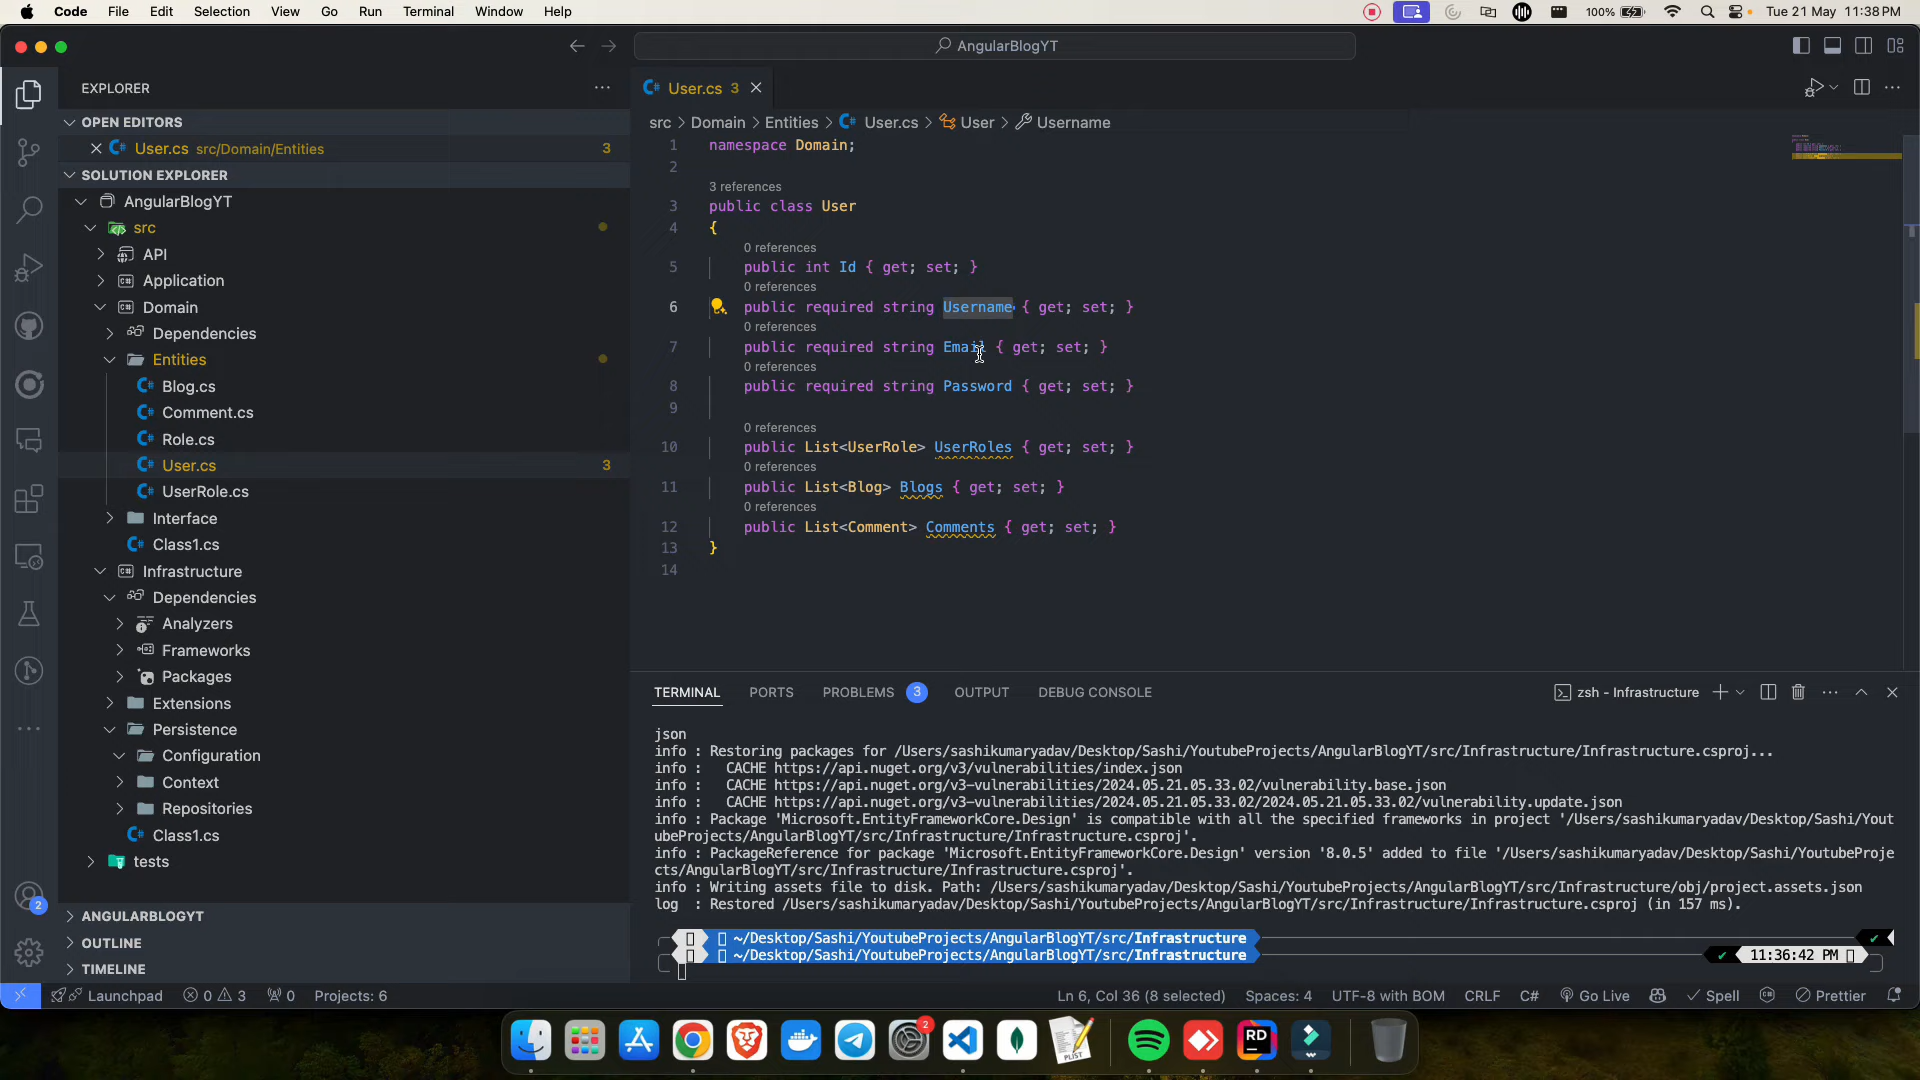 Code File Edit Selection View Go Run Terminal Window Help 100% Tue 21 May 11:38 PM
AngularBlogYT
EXPLORER
User.cs 3
OPEN EDITORS
src > Domain > Entities > User.cs > User > Username
User.cs src/Domain/Entities 3
SOLUTION EXPLORER
AngularBlogYT
src
API
Application
Domain
Dependencies
Entities
Blog.cs
Comment.cs
Role.cs
User.cs 3
UserRole.cs
Interface
Class1.cs
Infrastructure
Dependencies
Analyzers
Frameworks
Packages
Extensions
Persistence
Configuration
Context
Repositories
Class1.cs
tests
ANGULARBLOGYT
OUTLINE
TIMELINE
2
1 namespace Domain;
2
3 references
3 public class User
4 {
0 references
5 public int Id { get; set; }
0 references
6 public required string Username { get; set; }
0 references
7 public required string Email { get; set; }
0 references
8 public required string Password { get; set; }
9
0 references
10 public List<UserRole> UserRoles { get; set; }
0 references
11 public List<Blog> Blogs { get; set; }
0 references
12 public List<Comment> Comments { get; set; }
13 }
14
TERMINAL PORTS PROBLEMS 3 OUTPUT DEBUG CONSOLE zsh - Infrastructure
json
info : Restoring packages for /Users/sashikumaryadav/Desktop/Sashi/YoutubeProjects/AngularBlogYT/src/Infrastructure/Infrastructure.csproj...
info :   CACHE https://api.nuget.org/v3/vulnerabilities/index.json
info :   CACHE https://api.nuget.org/v3-vulnerabilities/2024.05.21.05.33.02/vulnerability.base.json
info :   CACHE https://api.nuget.org/v3-vulnerabilities/2024.05.21.05.33.02/2024.05.21.05.33.02/vulnerability.update.json
info : Package 'Microsoft.EntityFrameworkCore.Design' is compatible with all the specified frameworks in project '/Users/sashikumaryadav/Desktop/Sashi/Yout
ubeProjects/AngularBlogYT/src/Infrastructure/Infrastructure.csproj'.
info : PackageReference for package 'Microsoft.EntityFrameworkCore.Design' version '8.0.5' added to file '/Users/sashikumaryadav/Desktop/Sashi/YoutubeProje
cts/AngularBlogYT/src/Infrastructure/Infrastructure.csproj'.
info : Writing assets file to disk. Path: /Users/sashikumaryadav/Desktop/Sashi/YoutubeProjects/AngularBlogYT/src/Infrastructure/obj/project.assets.json
log  : Restored /Users/sashikumaryadav/Desktop/Sashi/YoutubeProjects/AngularBlogYT/src/Infrastructure/Infrastructure.csproj (in 157 ms).
~/Desktop/Sashi/YoutubeProjects/AngularBlogYT/src/Infrastructure
~/Desktop/Sashi/YoutubeProjects/AngularBlogYT/src/Infrastructure 11:36:42 PM
Launchpad 0 3 0 Projects: 6 Ln 6, Col 36 (8 selected) Spaces: 4 UTF-8 with BOM CRLF C# Go Live Spell Prettier
2
PLIST
RD